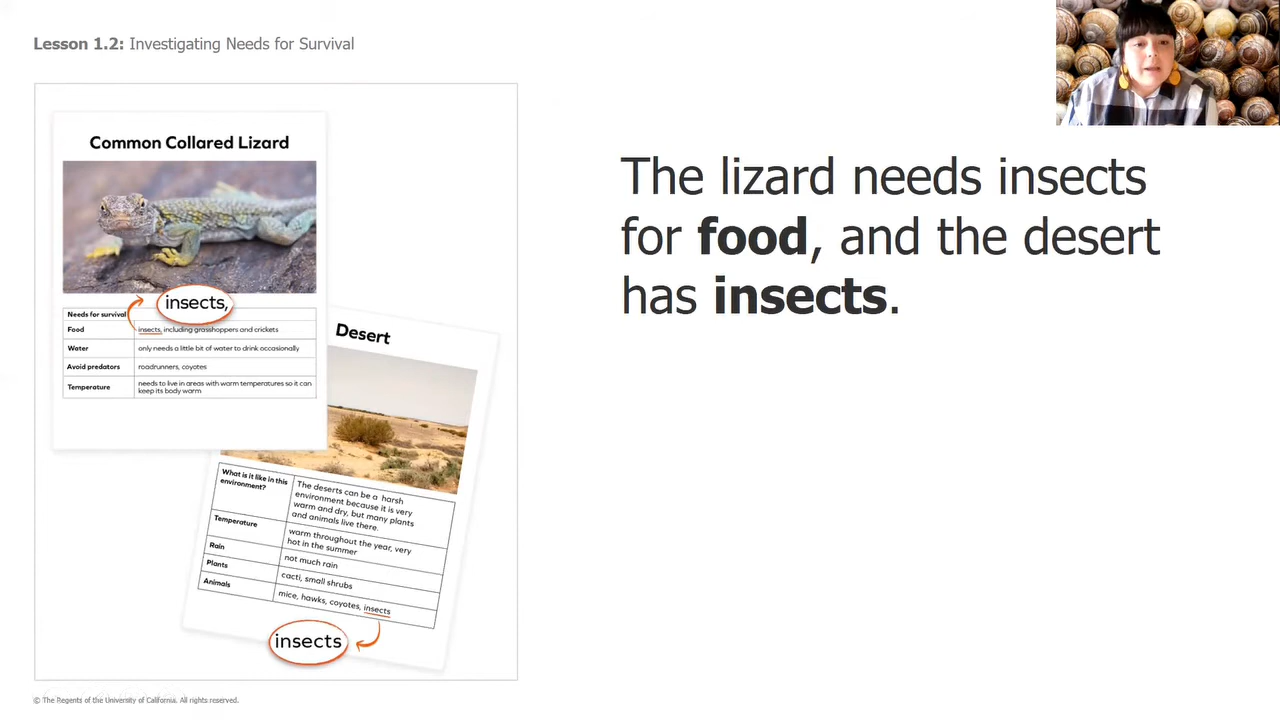 Lesson 1.2: Investigating Needs for Survival
Common Collared Lizard
insects,
Needs for survival
Food insects, including grasshoppers and crickets
Water only needs a little bit of water to drink occasionally
Avoid predators roadrunners, coyotes
Temperature needs to live in areas with warm temperatures so it can
keep its body warm
Desert
What is it like in this
environment?
The deserts can be a harsh
environment because it is very
warm and dry, but many plants
and animals live there.
Temperature
warm throughout the year, very
hot in the summer
Rain not much rain
Plants cacti, small shrubs
Animals mice, hawks, coyotes, insects
insects
The lizard needs insects
for food, and the desert
has insects.
© The Regents of the University of California. All rights reserved.